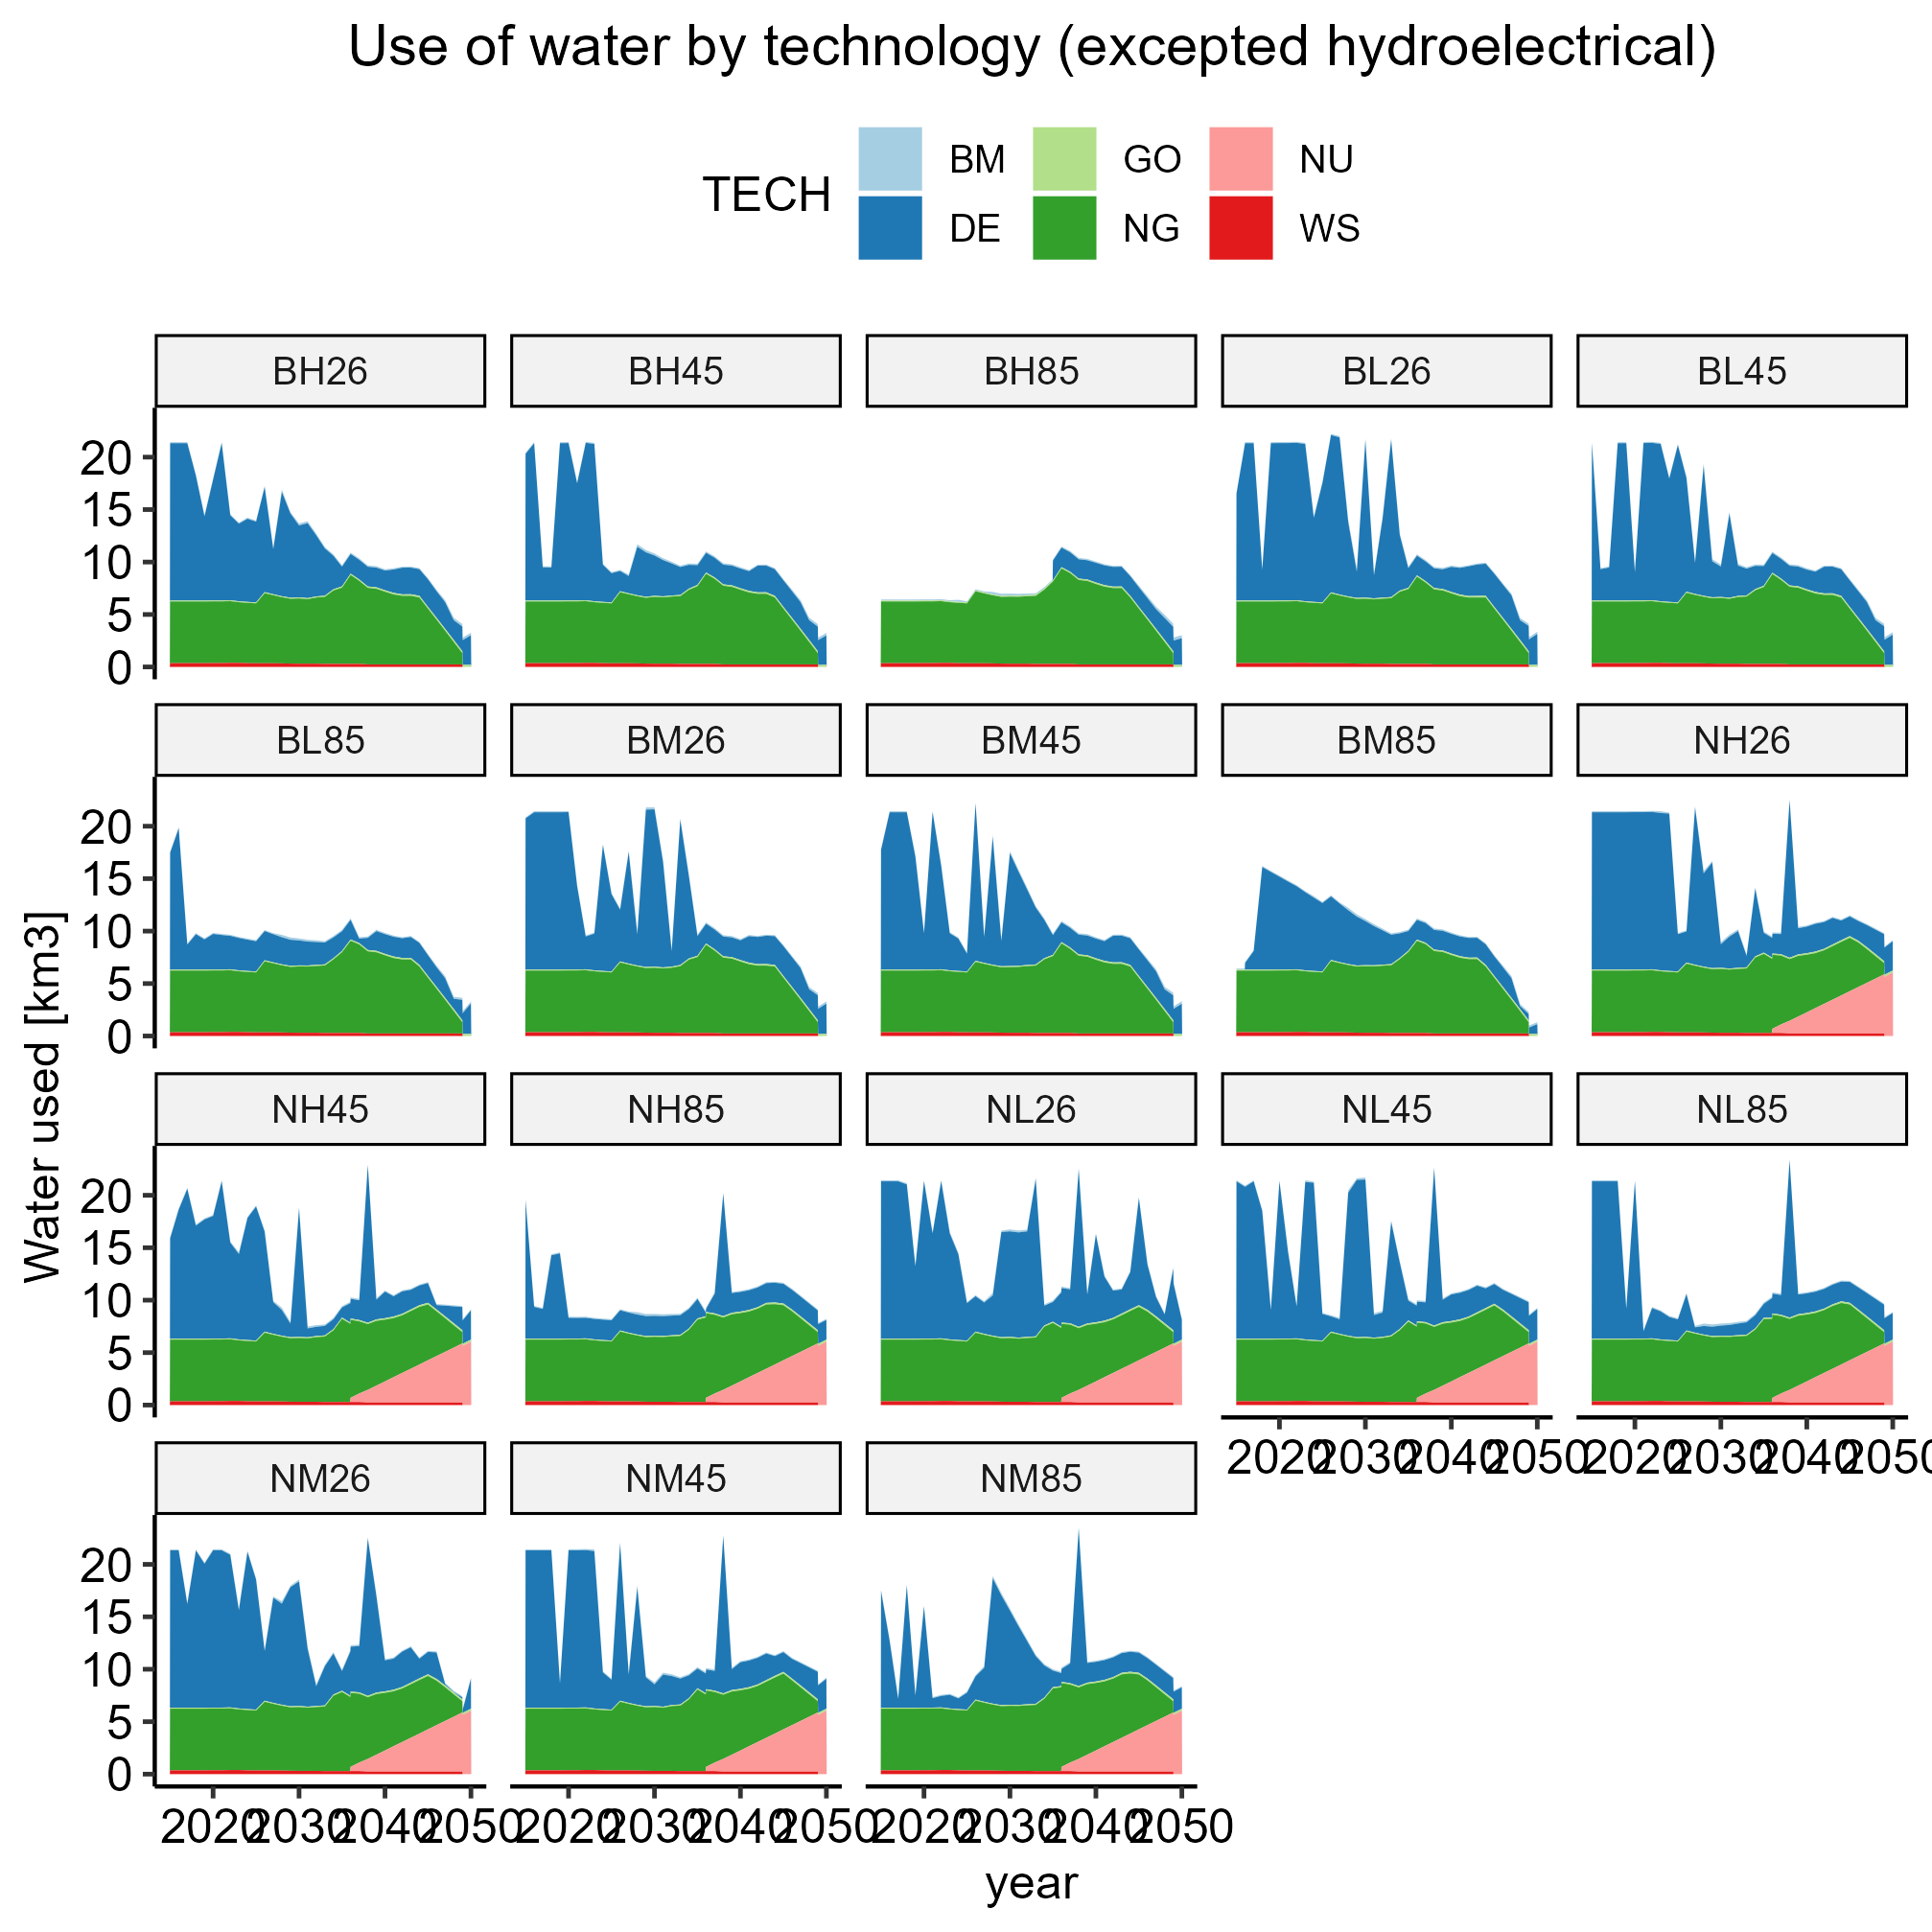 Use of water by technology (excepted hydroelectrical)
TECH
BM GO NU
DE NG WS
BH26 BH45 BH85 BL26 BL45
20
15
10
5
0
BL85 BM26 BM45 BM85 NH26
20
15
10
5
0
Water used [km3]
NH45 NH85 NL26 NL45 NL85
20
15
10
5
0
2020 2030 2040 2050 2020 2030 2040 2050
NM26 NM45 NM85
20
15
10
5
0
2020 2030 2040 2050 2020 2030 2040 2050 2020 2030 2040 2050
year